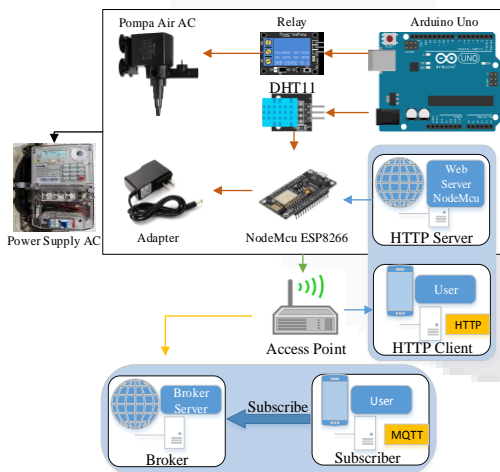 Pompa Air AC
Relay
Arduino Uno
UNO
DHT11
Web
Server
NodeMcu
HTTP Server
Power Supply AC
Adapter
NodeMcu ESP8266
User
HTTP
Access Point
HTTP Client
Broker
Server
Subscribe
User
MQTT
Broker
Subscriber